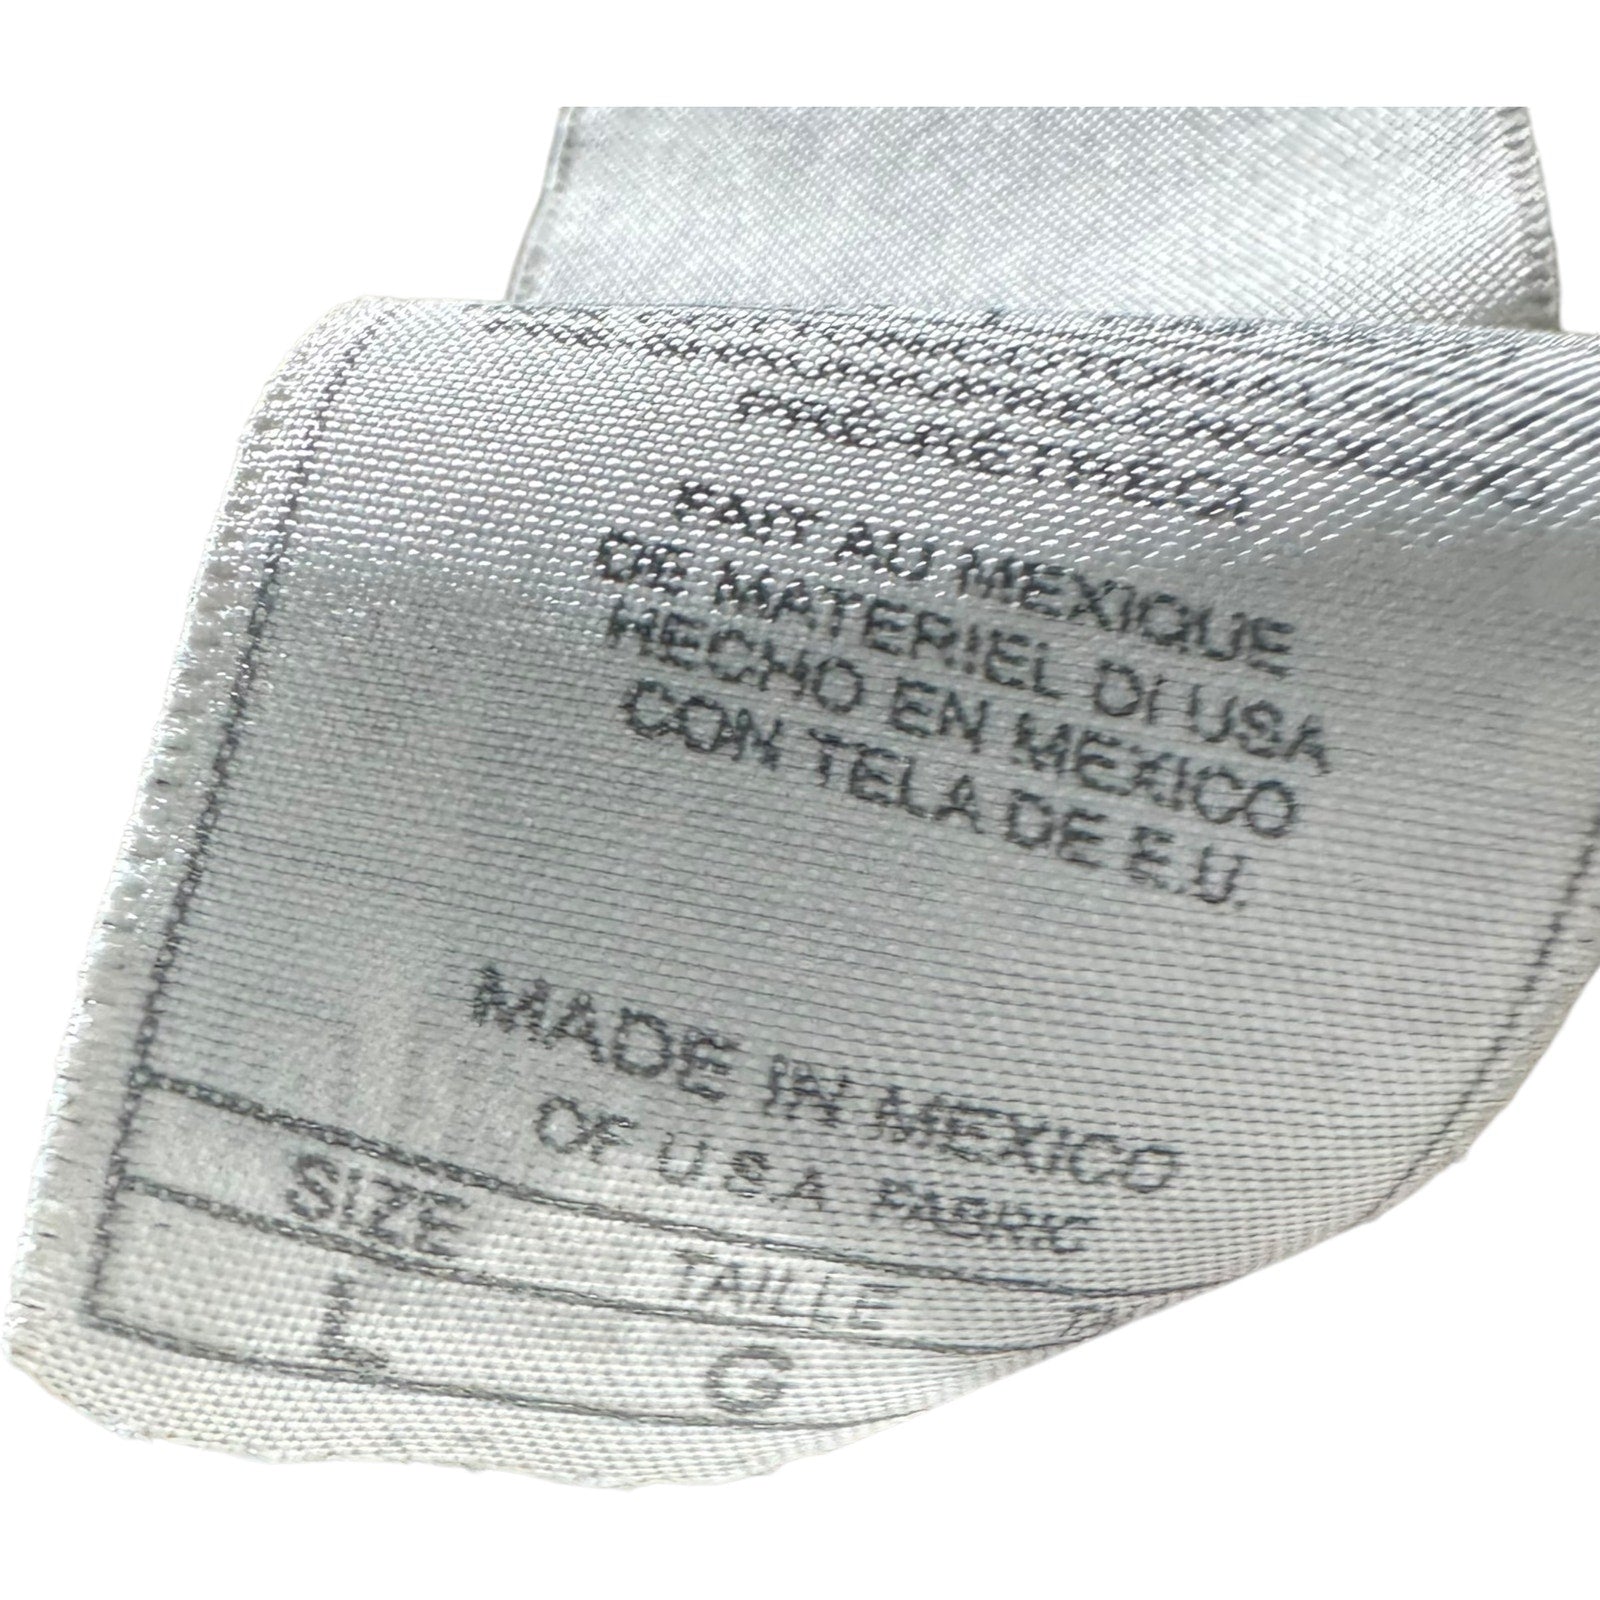 FAIT AU MEXIQUE
DE MATERIEL DI USA
HECHO EN MEXICO
CON TELA DE E.U.
MADE IN MEXICO
OF U.S.A FABRIC
SIZE TAILLE
L G